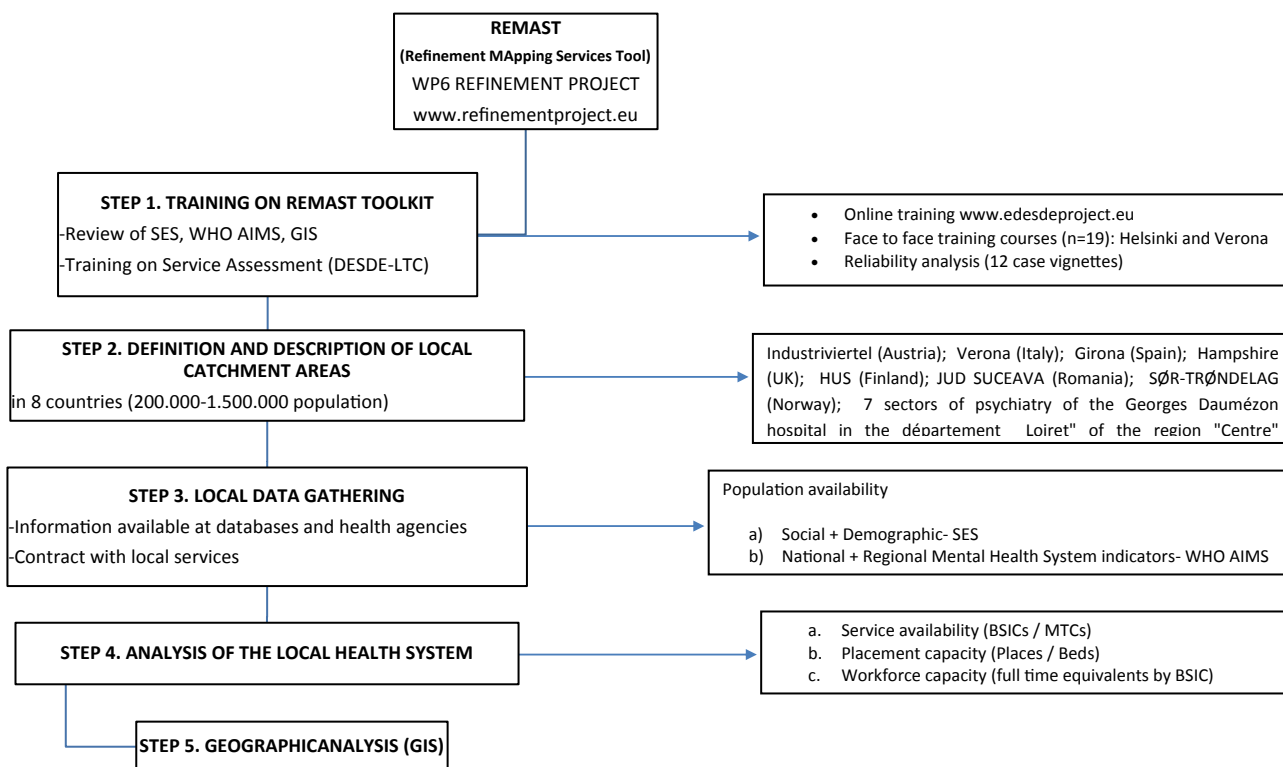 REMAST
(Refinement MApping Services Tool)
WP6 REFINEMENT PROJECT
www.refinementproject.eu
STEP 1. TRAINING ON REMAST TOOLKIT
-Review of SES, WHO AIMS, GIS
-Training on Service Assessment (DESDE-LTC)
• Online training www.edesdeproject.eu
• Face to face training courses (n=19): Helsinki and Verona
• Reliability analysis (12 case vignettes)
STEP 2. DEFINITION AND DESCRIPTION OF LOCAL
CATCHMENT AREAS
in 8 countries (200.000-1.500.000 population)
Industriviertel (Austria); Verona (Italy); Girona (Spain); Hampshire
(UK); HUS (Finland); JUD SUCEAVA (Romania); SØR-TRØNDELAG
(Norway); 7 sectors of psychiatry of the Georges Daumézon
hospital in the département Loiret" of the region "Centre"
STEP 3. LOCAL DATA GATHERING
-Information available at databases and health agencies
-Contract with local services
Population availability
a) Social + Demographic- SES
b) National + Regional Mental Health System indicators- WHO AIMS
STEP 4. ANALYSIS OF THE LOCAL HEALTH SYSTEM
a. Service availability (BSICs / MTCs)
b. Placement capacity (Places / Beds)
c. Workforce capacity (full time equivalents by BSIC)
STEP 5. GEOGRAPHICANALYSIS (GIS)